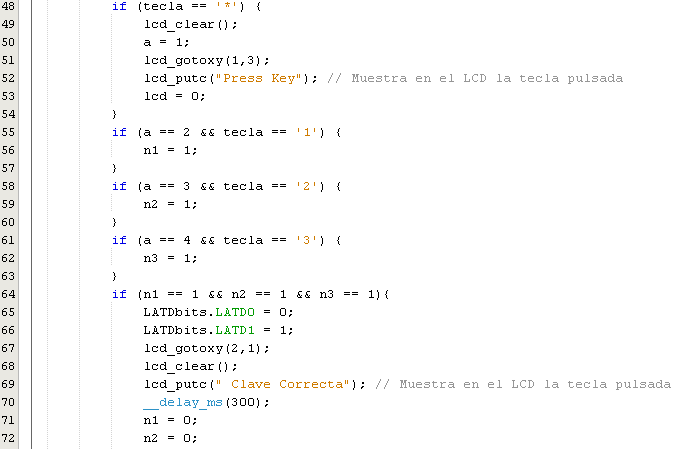 48 if (tecla == '*') {
49 lcd_clear();
50 a = 1;
51 lcd_gotoxy(1,3);
52 lcd_putc("Press Key"); // Muestra en el LCD la tecla pulsada
53 lcd = 0;
54 }
55 if (a == 2 && tecla == '1') {
56 n1 = 1;
57 }
58 if (a == 3 && tecla == '2') {
59 n2 = 1;
60 }
61 if (a == 4 && tecla == '3') {
62 n3 = 1;
63 }
64 if (n1 == 1 && n2 == 1 && n3 == 1){
65 LATDbits.LATD0 = 0;
66 LATDbits.LATD1 = 1;
67 lcd_gotoxy(2,1);
68 lcd_clear();
69 lcd_putc(" Clave Correcta"); // Muestra en el LCD la tecla pulsada
70 __delay_ms(300);
71 n1 = 0;
72 n2 = 0;